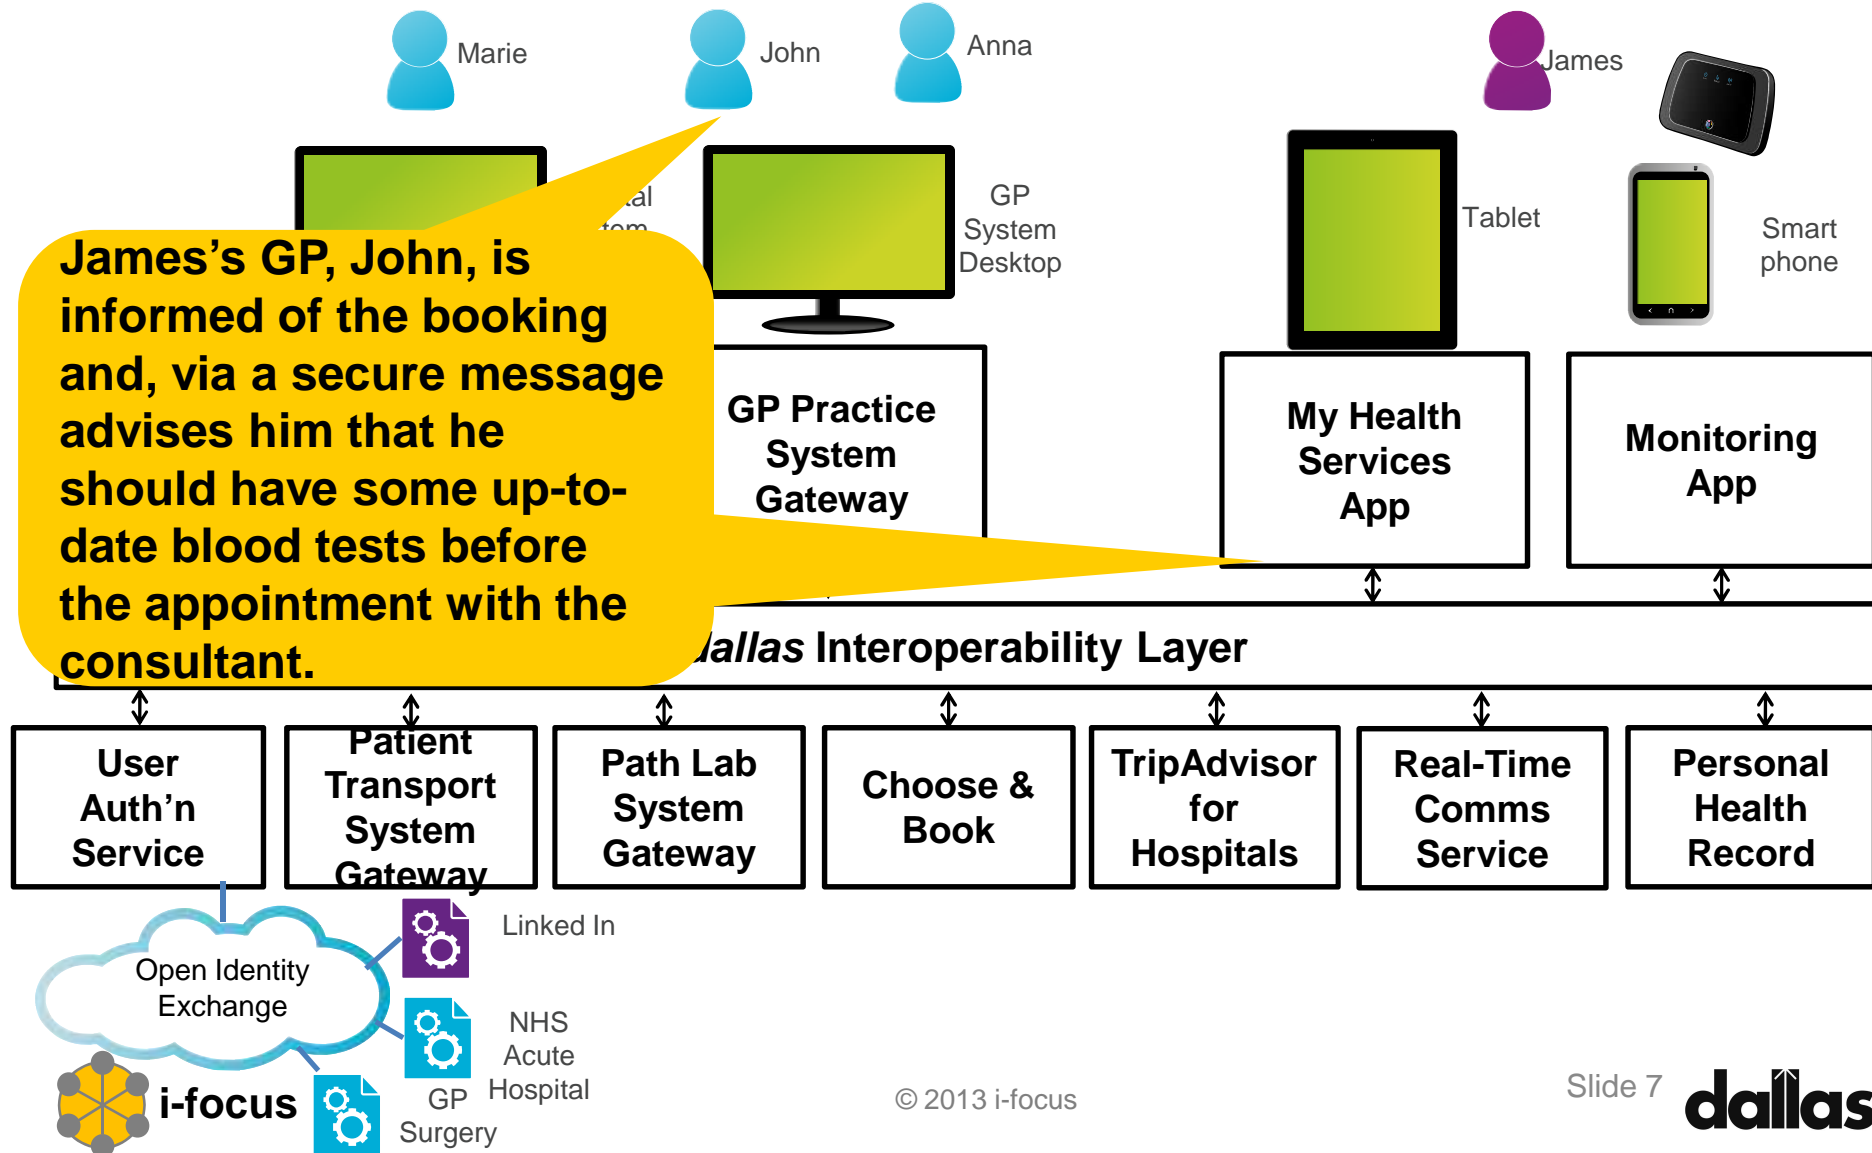 Marie
John
Anna
James
GP
System
Desktop
Tablet
Smart
phone
James’s GP, John, is
informed of the booking
and, via a secure message
advises him that he
should have some up-to-
date blood tests before
the appointment with the
consultant.
GP Practice
System
Gateway
My Health
Services
App
Monitoring
App
dallas Interoperability Layer
User
Auth’n
Service
Patient
Transport
System
Gateway
Path Lab
System
Gateway
Choose &
Book
TripAdvisor
for
Hospitals
Real-Time
Comms
Service
Personal
Health
Record
Open Identity
Exchange
Linked In
NHS
Acute
Hospital
GP
Surgery
i-focus
© 2013 i-focus
Slide 7
dallas